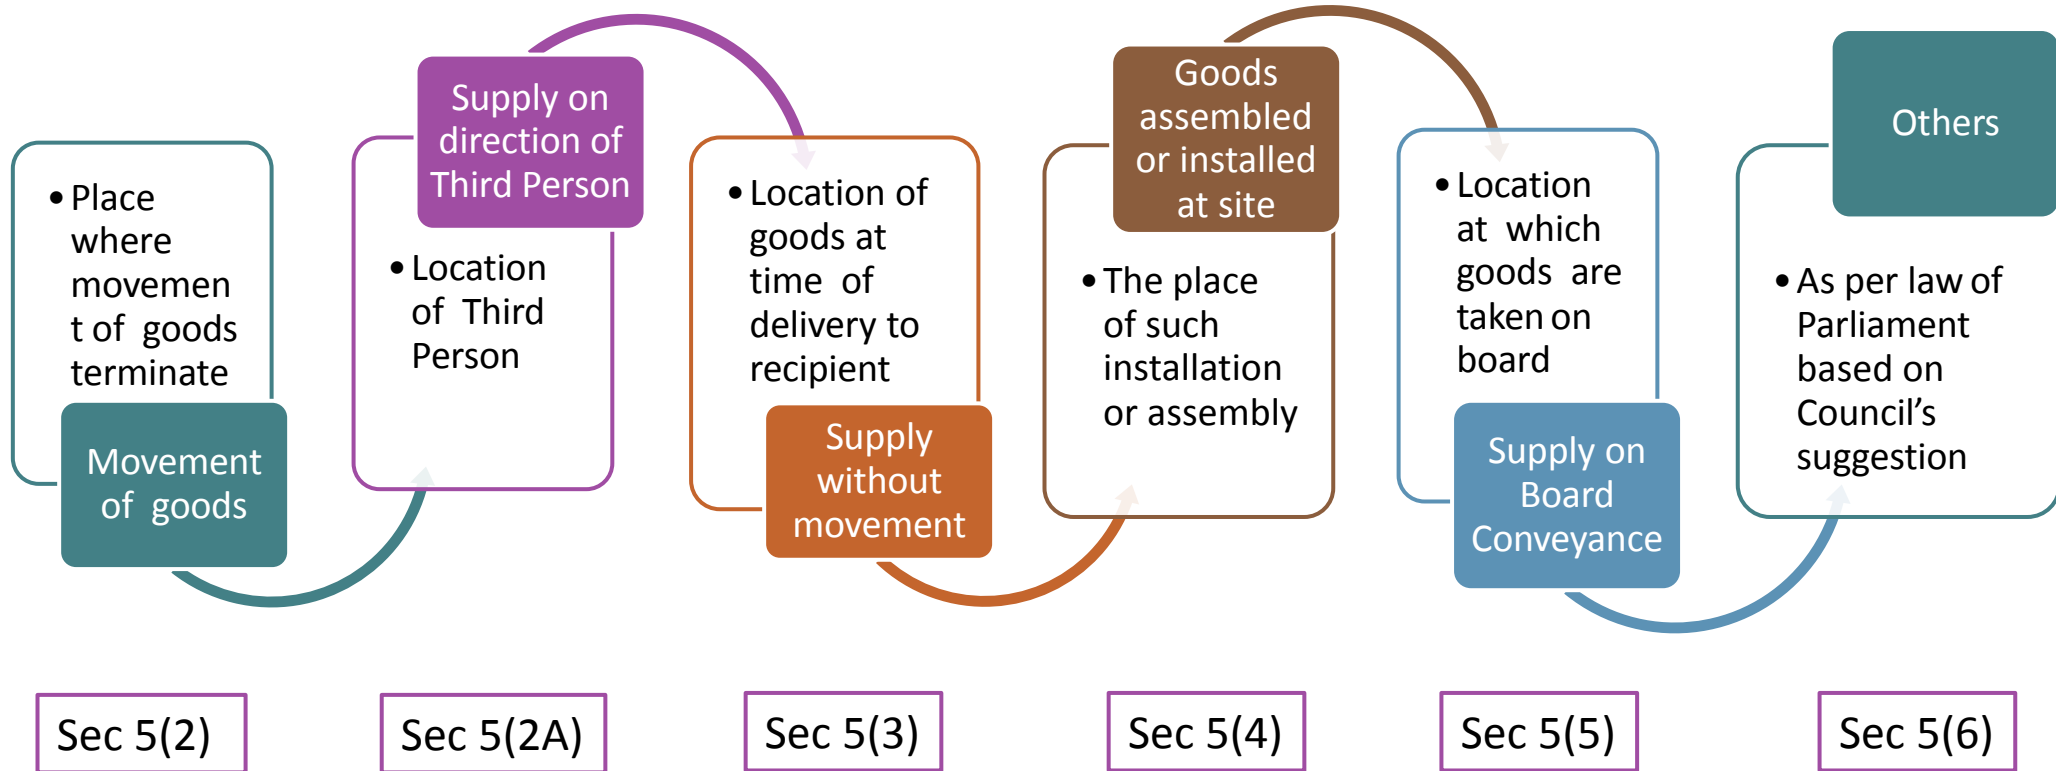 • Place
where
movemen
t of goods
terminate
Movement
of goods
Supply on
direction of
Third Person
• Location
of Third
Person
• Location of
goods at
time of
delivery to
recipient
Supply
without
movement
Goods
assembled
or installed
at site
• The place
of such
installation
or assembly
• Location
at which
goods are
taken on
board
Supply on
Board
Conveyance
Others
• As per law of
Parliament
based on
Council’s
suggestion
Sec 5(2)
Sec 5(2A)
Sec 5(3)
Sec 5(4)
Sec 5(5)
Sec 5(6)